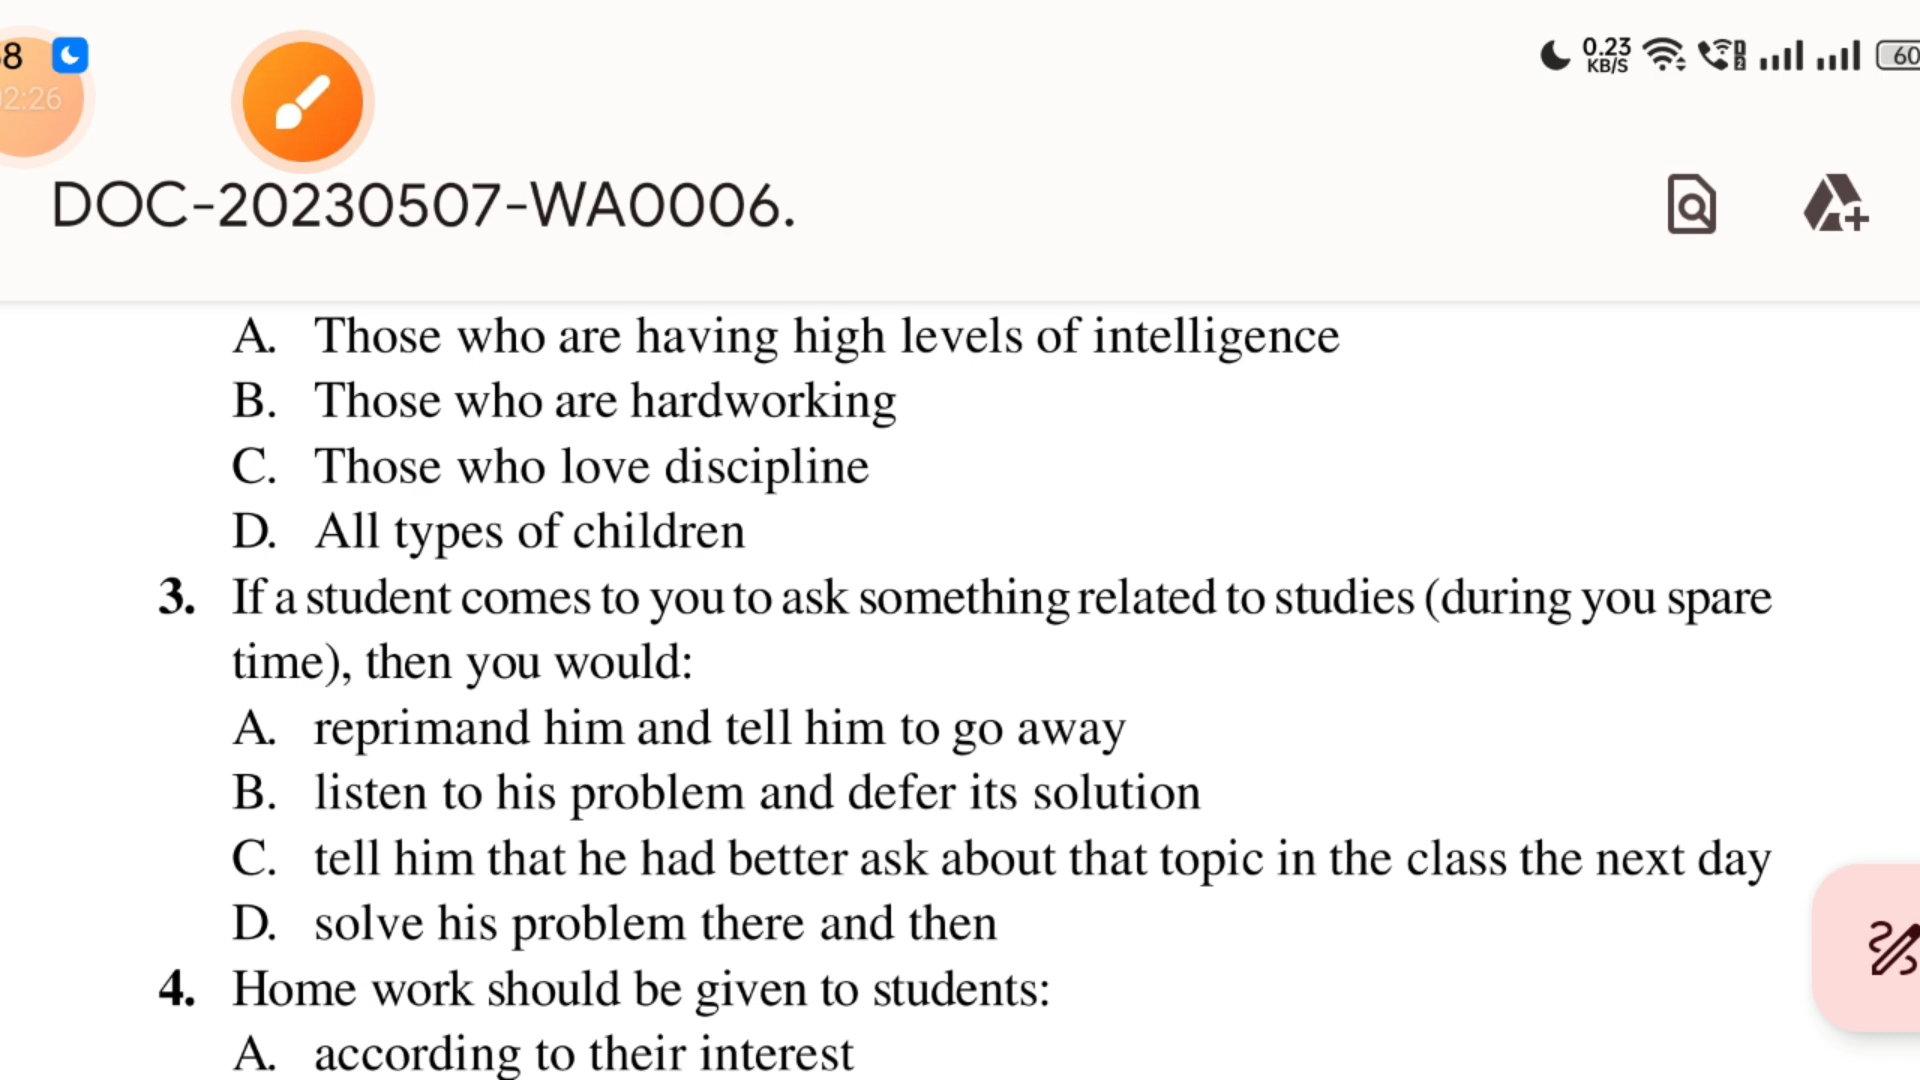 8
02:26
0.23
KB/S
60
DOC-20230507-WA0006.
A. Those who are having high levels of intelligence
B. Those who are hardworking
C. Those who love discipline
D. All types of children
3. If a student comes to you to ask something related to studies (during you spare
time), then you would:
A. reprimand him and tell him to go away
B. listen to his problem and defer its solution
C. tell him that he had better ask about that topic in the class the next day
D. solve his problem there and then
4. Home work should be given to students:
A. according to their interest